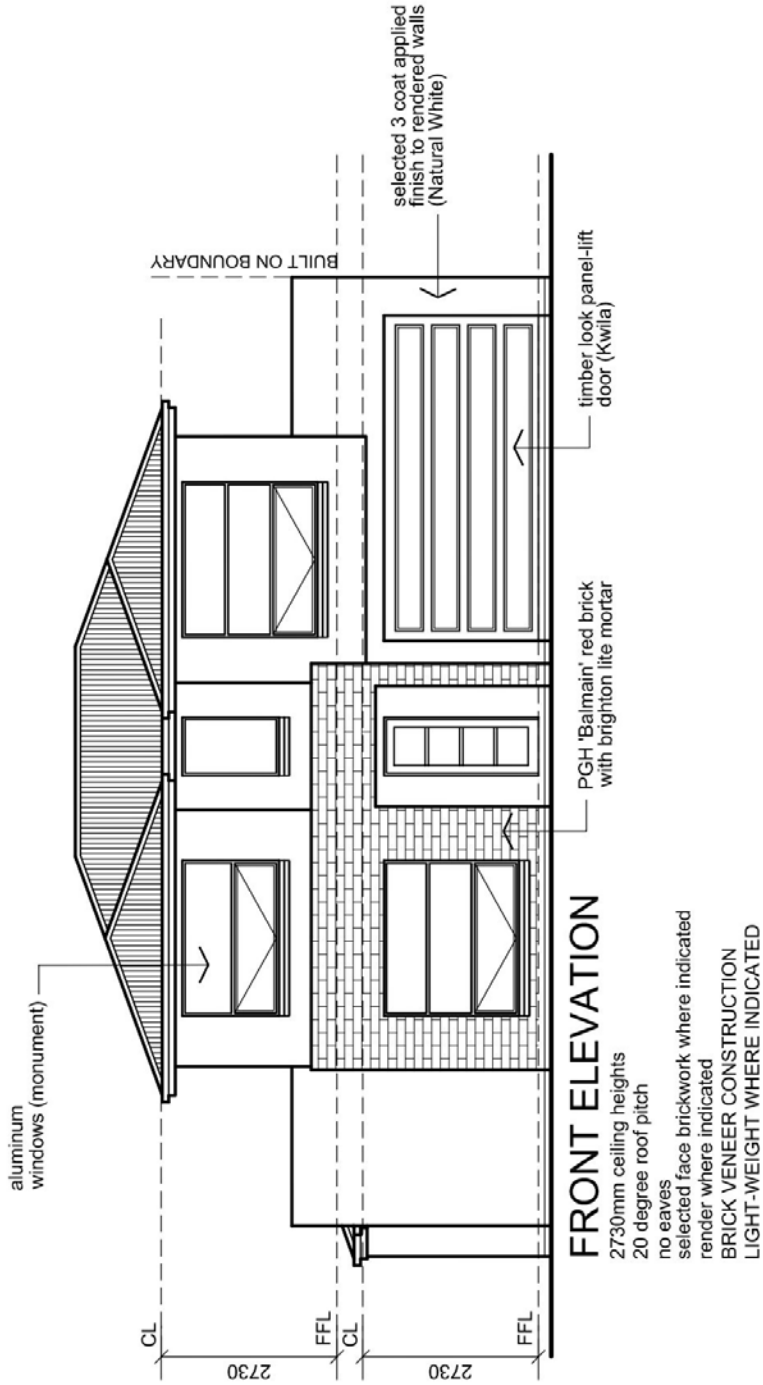 aluminum
windows (monument)
BUILT ON BOUNDARY
selected 3 coat applied
finish to rendered walls
(Natural White)
CL
2730
FFL
CL
2730
FFL
timber look panel-lift
door (Kwila)
PGH 'Balmain' red brick
with brighton lite mortar
FRONT ELEVATION
2730mm ceiling heights
20 degree roof pitch
no eaves
selected face brickwork where indicated
render where indicated
BRICK VENEER CONSTRUCTION
LIGHT-WEIGHT WHERE INDICATED